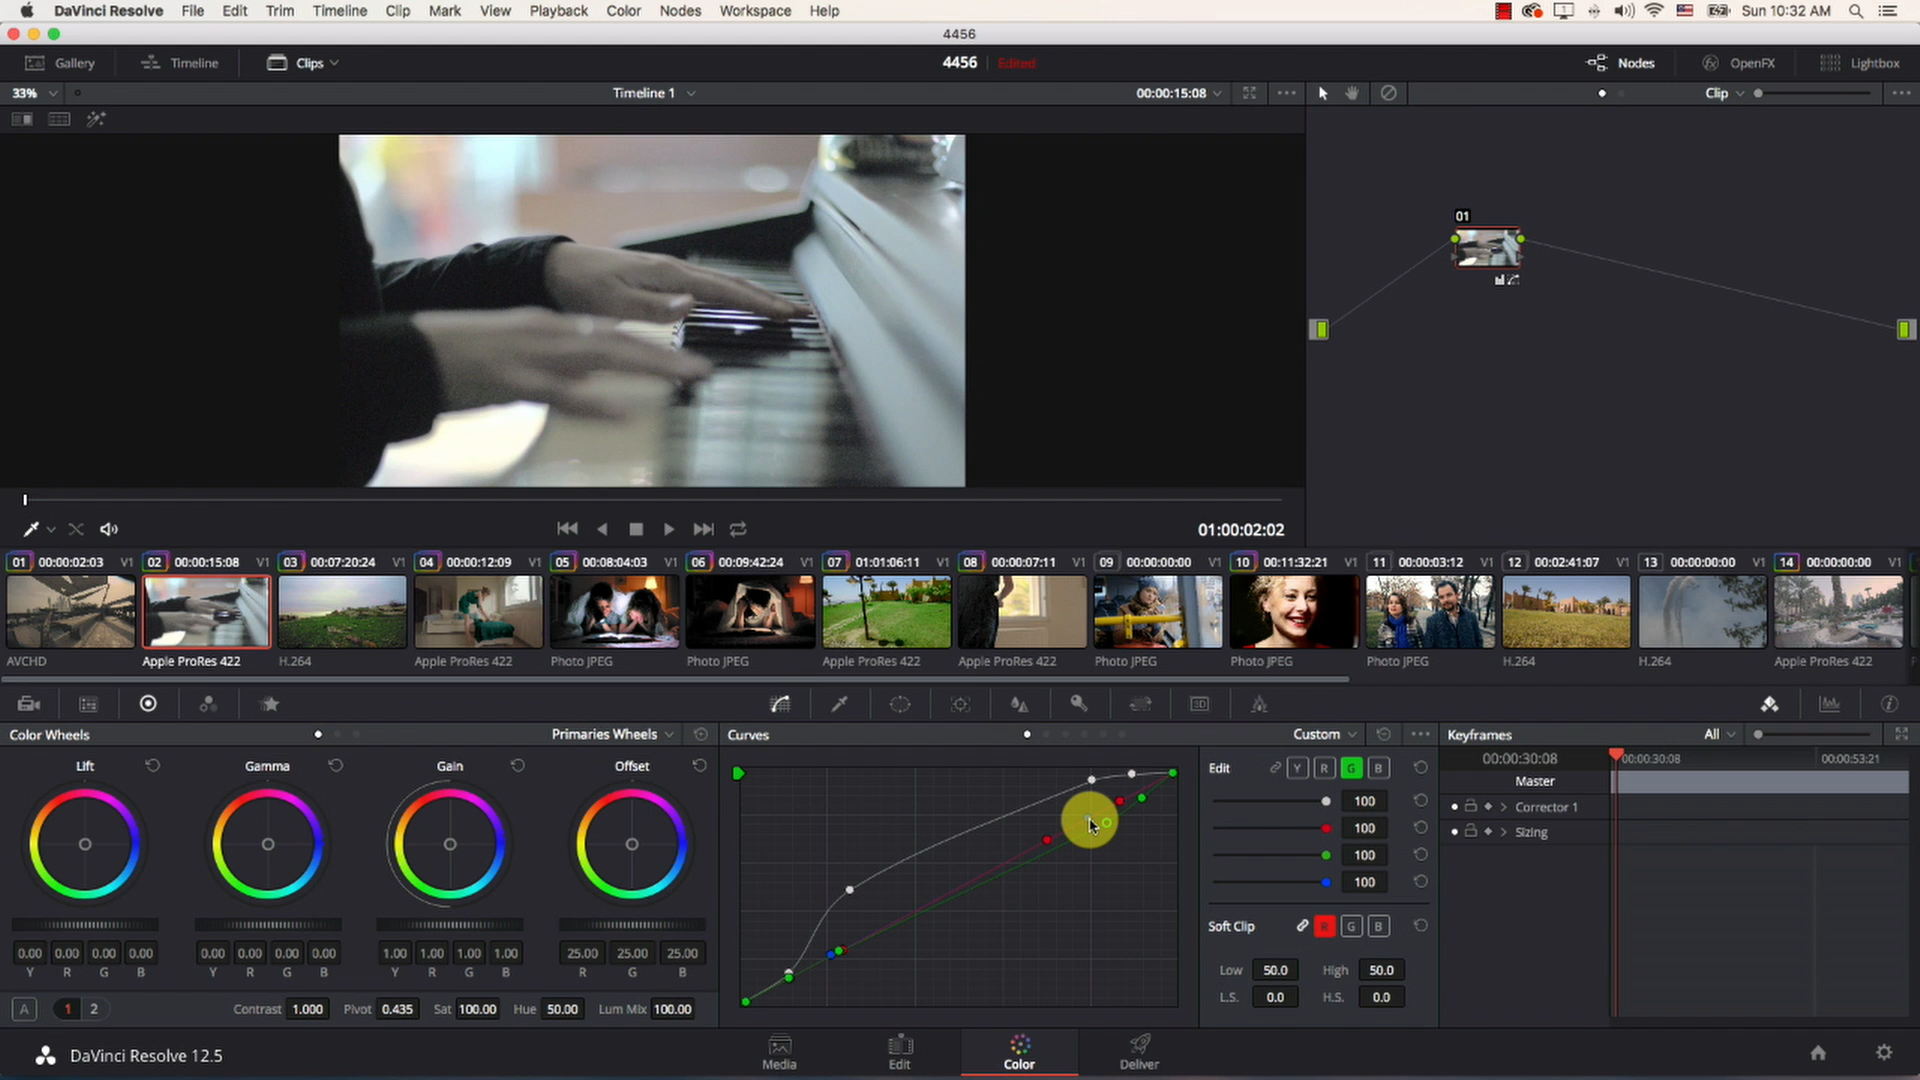 DaVinci Resolve File Edit Trim Timeline Clip Mark View Playback Color Nodes Workspace Help Sun 10:32 AM
4456
Gallery Timeline Clips 4456 Edited Nodes OpenFX Lightbox
33% Timeline 1 00:00:15:08 Clip
01
01:00:02:02
01 00:00:02:03 V1 02 00:00:15:08 V1 03 00:07:20:24 V1 04 00:00:12:09 V1 05 00:08:04:03 V1 06 00:09:42:24 V1 07 01:01:06:11 V1 08 00:00:07:11 V1 09 00:00:00:00 V1 10 00:11:32:21 V1 11 00:00:03:12 V1 12 00:02:41:07 V1 13 00:00:00:00 V1 14 00:00:00:00 V1
AVCHD Apple ProRes 422 H.264 Apple ProRes 422 Photo JPEG Photo JPEG Apple ProRes 422 Apple ProRes 422 Photo JPEG Photo JPEG Photo JPEG H.264 H.264 Apple ProRes 422
3D
Color Wheels Primaries Wheels Curves Custom Keyframes All
Lift Gamma Gain Offset Edit Y R G B 00:00:30:08 00:00:30:08 00:00:53:21
Master
100 Corrector 1
100 Sizing
100
100
Soft Clip R G B
0.00 0.00 0.00 0.00 0.00 0.00 0.00 0.00 1.00 1.00 1.00 1.00 25.00 25.00 25.00
Y R G B Y R G B Y R G B R G B
Low 50.0 High 50.0
L.S. 0.0 H.S. 0.0
A 1 2 Contrast 1.000 Pivot 0.435 Sat 100.00 Hue 50.00 Lum Mix 100.00
DaVinci Resolve 12.5 Media Edit Color Deliver